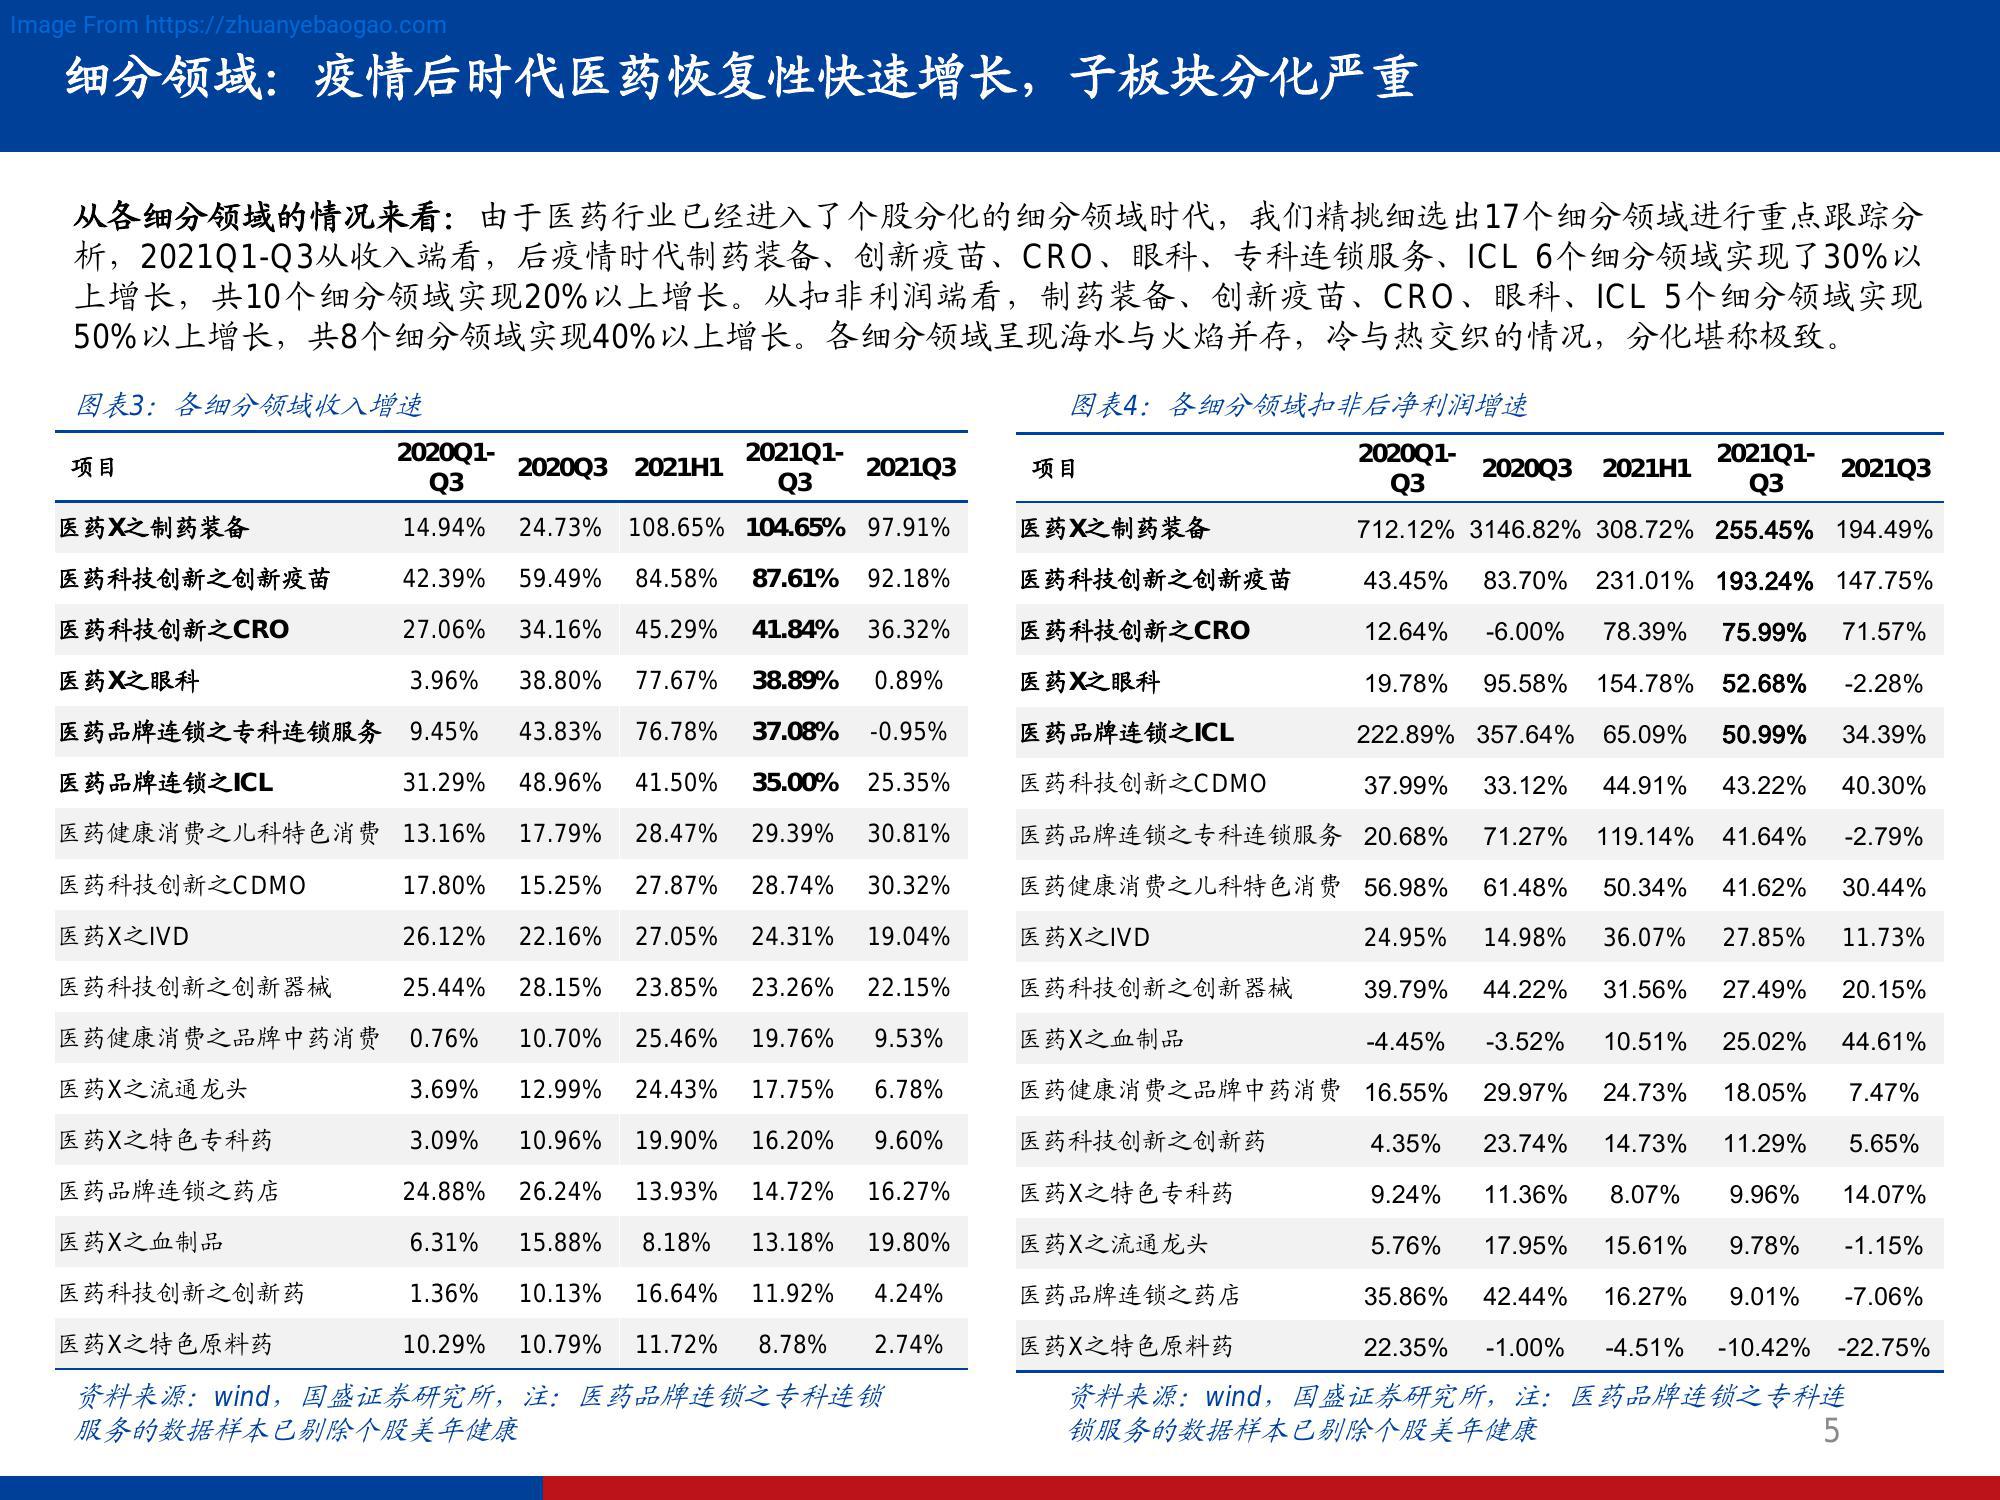 Image From https://zhuanyebaogao.com
细分领域：疫情后时代医药恢复性快速增长，子板块分化严重
从各细分领域的情况来看：由于医药行业已经进入了个股分化的细分领域时代，我们精挑细选出17个细分领域进行重点跟踪分
析，2021Q1-Q3从收入端看，后疫情时代制药装备、创新疫苗、CRO、眼科、专科连锁服务、ICL 6个细分领域实现了30%以
上增长，共10个细分领域实现20%以上增长。从扣非利润端看，制药装备、创新疫苗、CRO、眼科、ICL 5个细分领域实现
50%以上增长，共8个细分领域实现40%以上增长。各细分领域呈现海水与火焰并存，冷与热交织的情况，分化堪称极致。
图表3：各细分领域收入增速
项目 2020Q1-Q3 2020Q3 2021H1 2021Q1-Q3 2021Q3
医药X之制药装备 14.94% 24.73% 108.65% 104.65% 97.91%
医药科技创新之创新疫苗 42.39% 59.49% 84.58% 87.61% 92.18%
医药科技创新之CRO 27.06% 34.16% 45.29% 41.84% 36.32%
医药X之眼科 3.96% 38.80% 77.67% 38.89% 0.89%
医药品牌连锁之专科连锁服务 9.45% 43.83% 76.78% 37.08% -0.95%
医药品牌连锁之ICL 31.29% 48.96% 41.50% 35.00% 25.35%
医药健康消费之儿科特色消费 13.16% 17.79% 28.47% 29.39% 30.81%
医药科技创新之CDMO 17.80% 15.25% 27.87% 28.74% 30.32%
医药X之IVD 26.12% 22.16% 27.05% 24.31% 19.04%
医药科技创新之创新器械 25.44% 28.15% 23.85% 23.26% 22.15%
医药健康消费之品牌中药消费 0.76% 10.70% 25.46% 19.76% 9.53%
医药X之流通龙头 3.69% 12.99% 24.43% 17.75% 6.78%
医药X之特色专科药 3.09% 10.96% 19.90% 16.20% 9.60%
医药品牌连锁之药店 24.88% 26.24% 13.93% 14.72% 16.27%
医药X之血制品 6.31% 15.88% 8.18% 13.18% 19.80%
医药科技创新之创新药 1.36% 10.13% 16.64% 11.92% 4.24%
医药X之特色原料药 10.29% 10.79% 11.72% 8.78% 2.74%
资料来源：wind，国盛证券研究所，注：医药品牌连锁之专科连锁
服务的数据样本已剔除个股美年健康
图表4：各细分领域扣非后净利润增速
项目 2020Q1-Q3 2020Q3 2021H1 2021Q1-Q3 2021Q3
医药X之制药装备 712.12% 3146.82% 308.72% 255.45% 194.49%
医药科技创新之创新疫苗 43.45% 83.70% 231.01% 193.24% 147.75%
医药科技创新之CRO 12.64% -6.00% 78.39% 75.99% 71.57%
医药X之眼科 19.78% 95.58% 154.78% 52.68% -2.28%
医药品牌连锁之ICL 222.89% 357.64% 65.09% 50.99% 34.39%
医药科技创新之CDMO 37.99% 33.12% 44.91% 43.22% 40.30%
医药品牌连锁之专科连锁服务 20.68% 71.27% 119.14% 41.64% -2.79%
医药健康消费之儿科特色消费 56.98% 61.48% 50.34% 41.62% 30.44%
医药X之IVD 24.95% 14.98% 36.07% 27.85% 11.73%
医药科技创新之创新器械 39.79% 44.22% 31.56% 27.49% 20.15%
医药X之血制品 -4.45% -3.52% 10.51% 25.02% 44.61%
医药健康消费之品牌中药消费 16.55% 29.97% 24.73% 18.05% 7.47%
医药科技创新之创新药 4.35% 23.74% 14.73% 11.29% 5.65%
医药X之特色专科药 9.24% 11.36% 8.07% 9.96% 14.07%
医药X之流通龙头 5.76% 17.95% 15.61% 9.78% -1.15%
医药品牌连锁之药店 35.86% 42.44% 16.27% 9.01% -7.06%
医药X之特色原料药 22.35% -1.00% -4.51% -10.42% -22.75%
资料来源：wind，国盛证券研究所，注：医药品牌连锁之专科连
锁服务的数据样本已剔除个股美年健康
5